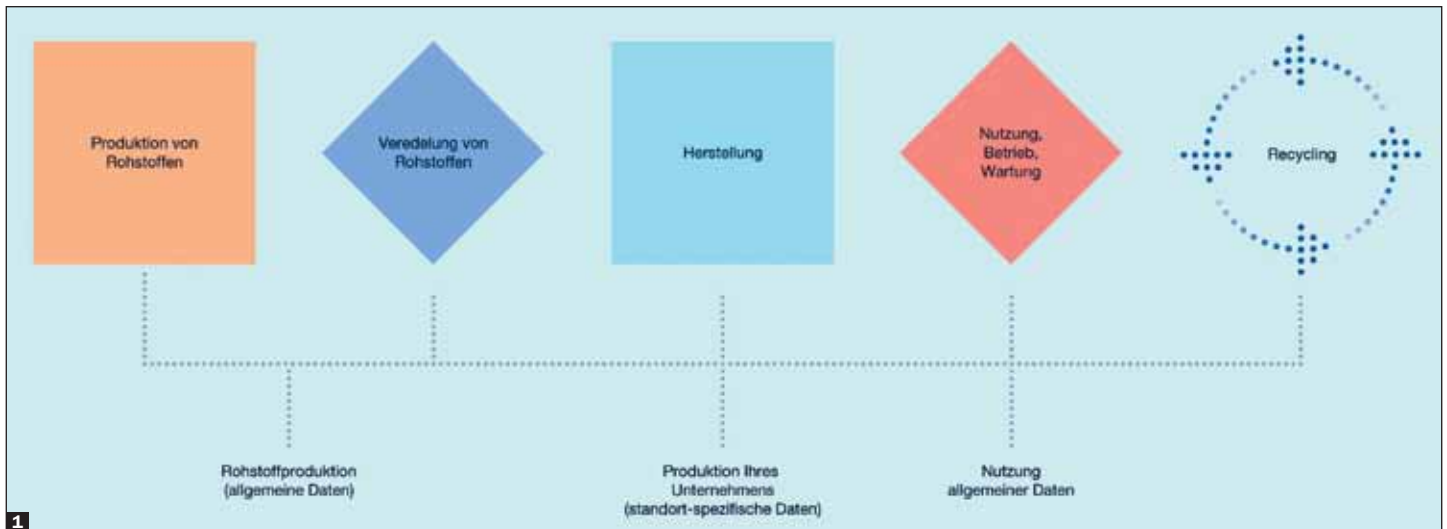 Produktion von
Rohstoffen
Veredelung von
Rohstoffen
Herstellung
Nutzung,
Betrieb,
Wartung
Recycling
Rohstoffproduktion
(allgemeine Daten)
Produktion Ihres
Unternehmens
(standort-spezifische Daten)
Nutzung
allgemeiner Daten
1